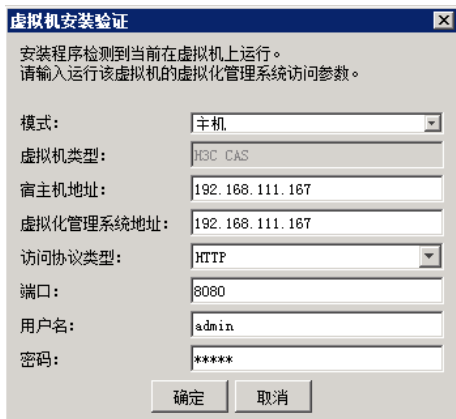 虚拟机安装验证
安装程序检测到当前在虚拟机上运行。
请输入运行该虚拟机的虚拟化管理系统访问参数。
模式： 主机
虚拟机类型： H3C CAS
宿主机地址： 192.168.111.167
虚拟化管理系统地址： 192.168.111.167
访问协议类型： HTTP
端口： 8080
用户名： admin
密码： *****
确定 取消